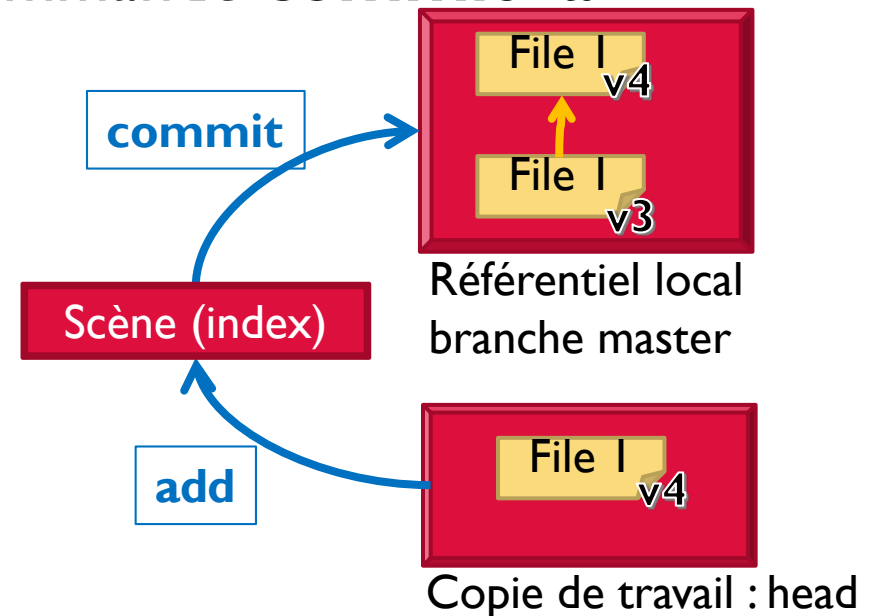 File 1
v4
commit
File 1
v3
Référentiel local
branche master
Scène (index)
File 1
v4
add
Copie de travail : head